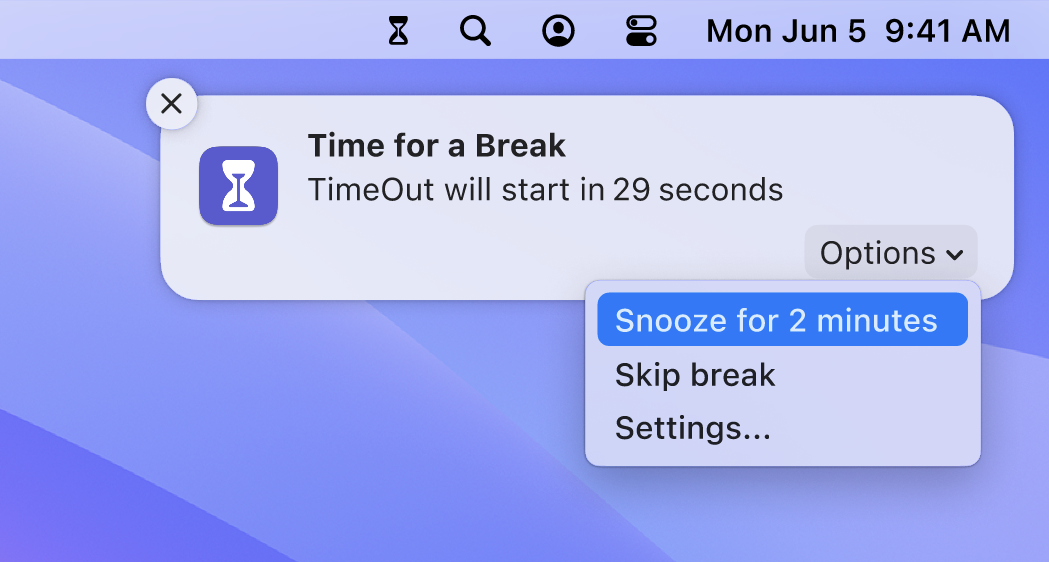 Mon Jun 5 9:41 AM
Time for a Break
TimeOut will start in 29 seconds
Options
Snooze for 2 minutes
Skip break
Settings...